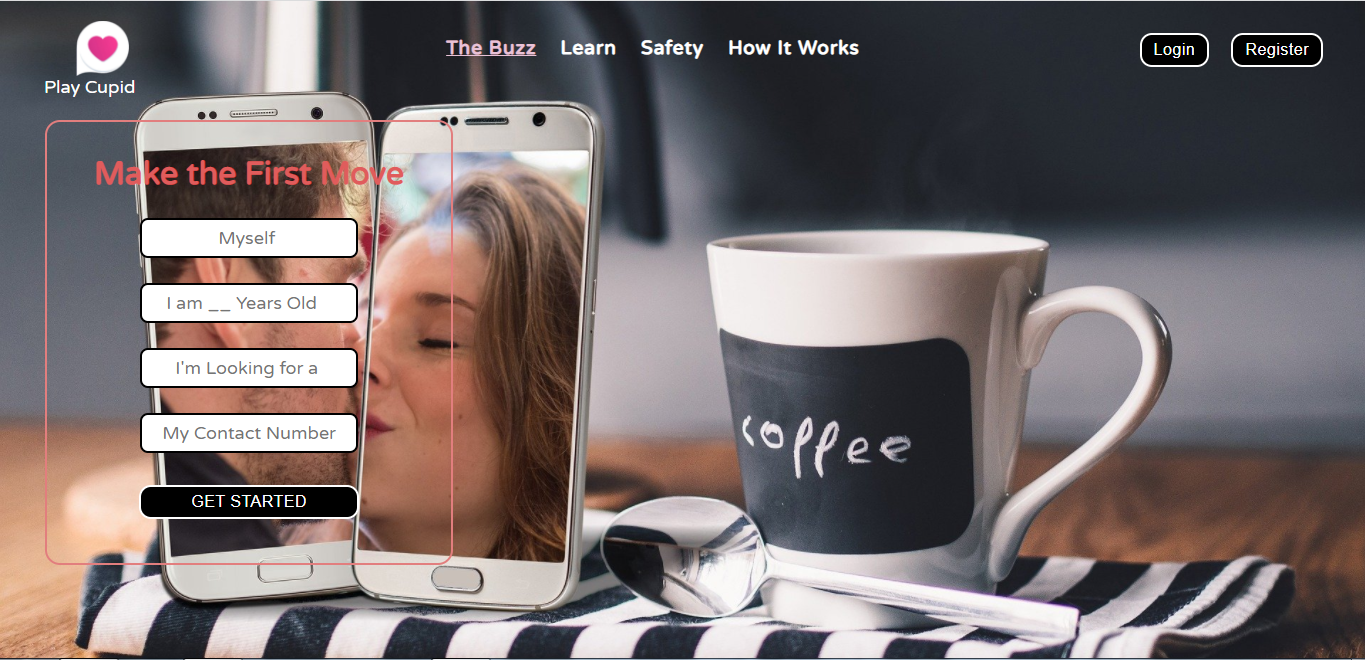 Play Cupid
The Buzz
Learn
Safety
How It Works
Login
Register
Make the First Move
Myself
I am __ Years Old
I'm Looking for a
My Contact Number
GET STARTED
coffee